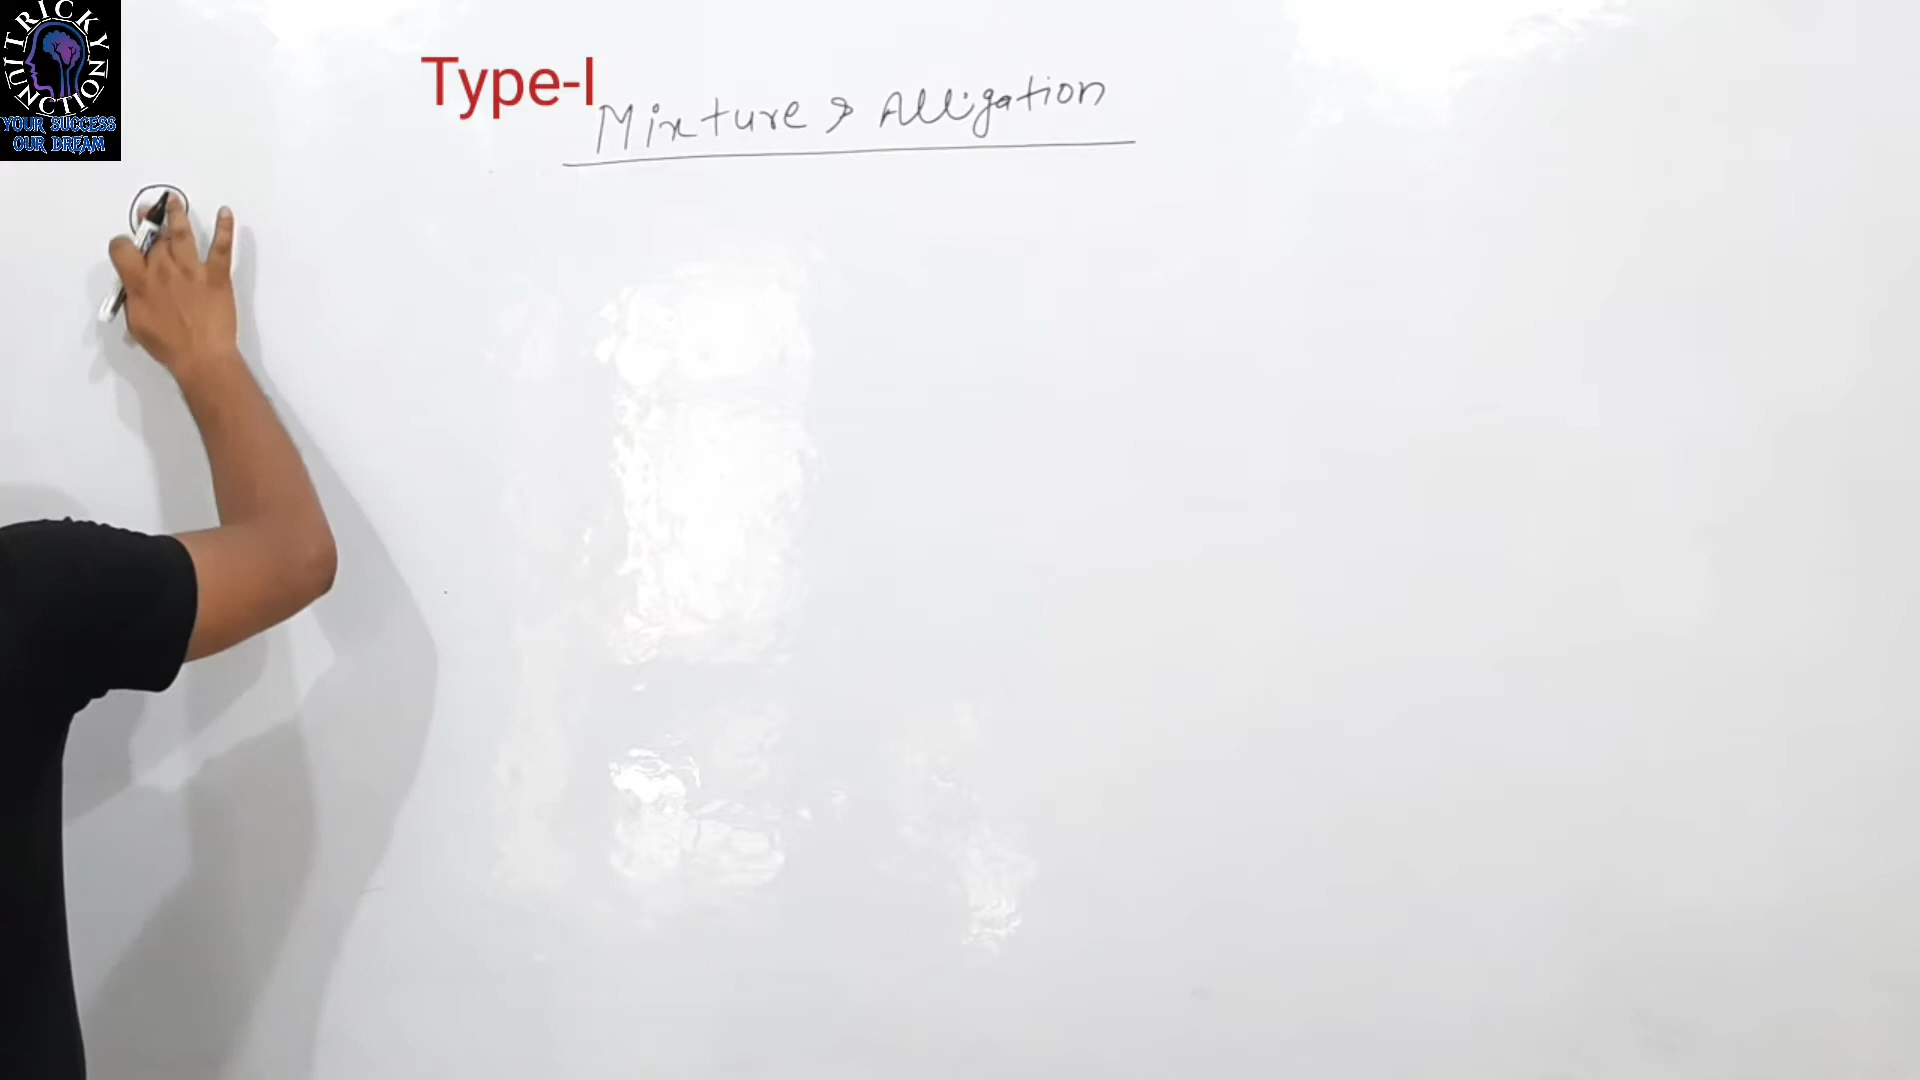 TRICKY JUNCTION
YOUR SUCCESS
OUR DREAM
Type-I
Mixture & Alligation